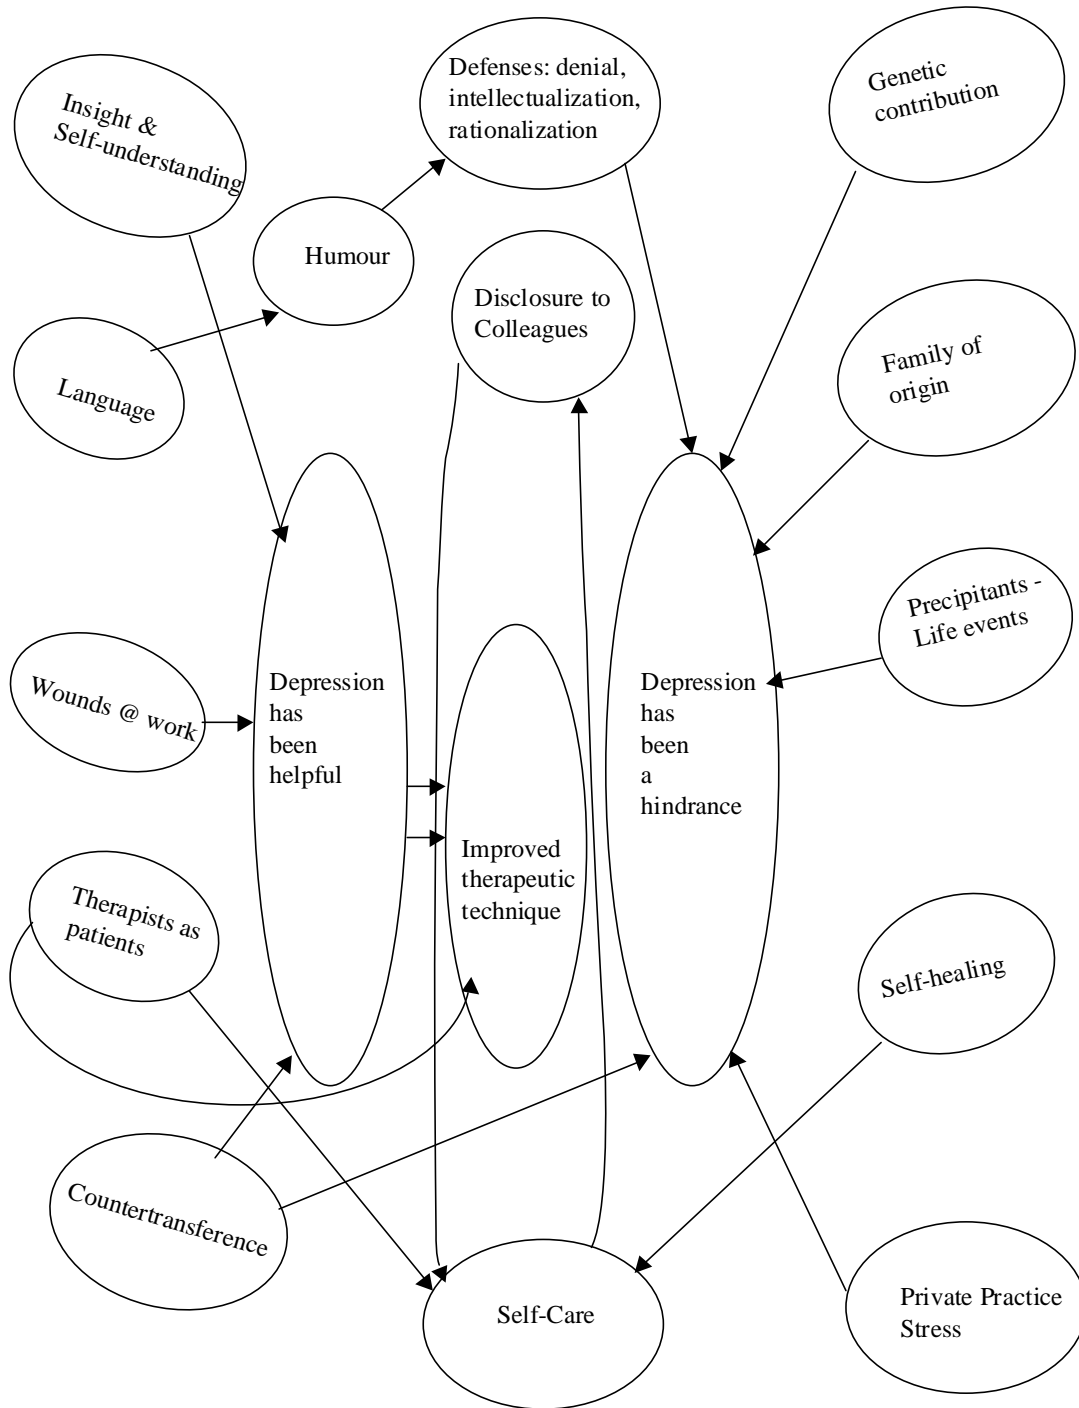 Defenses: denial,
intellectualization,
rationalization
Genetic
contribution
Insight &
Self-understanding
Humour
Disclosure to
Colleagues
Family of
origin
Language
Precipitants -
Life events
Wounds @ work
Depression
has
been
helpful
Depression
has
been
a
hindrance
Improved
therapeutic
technique
Therapists as
patients
Self-healing
Countertransference
Self-Care
Private Practice
Stress